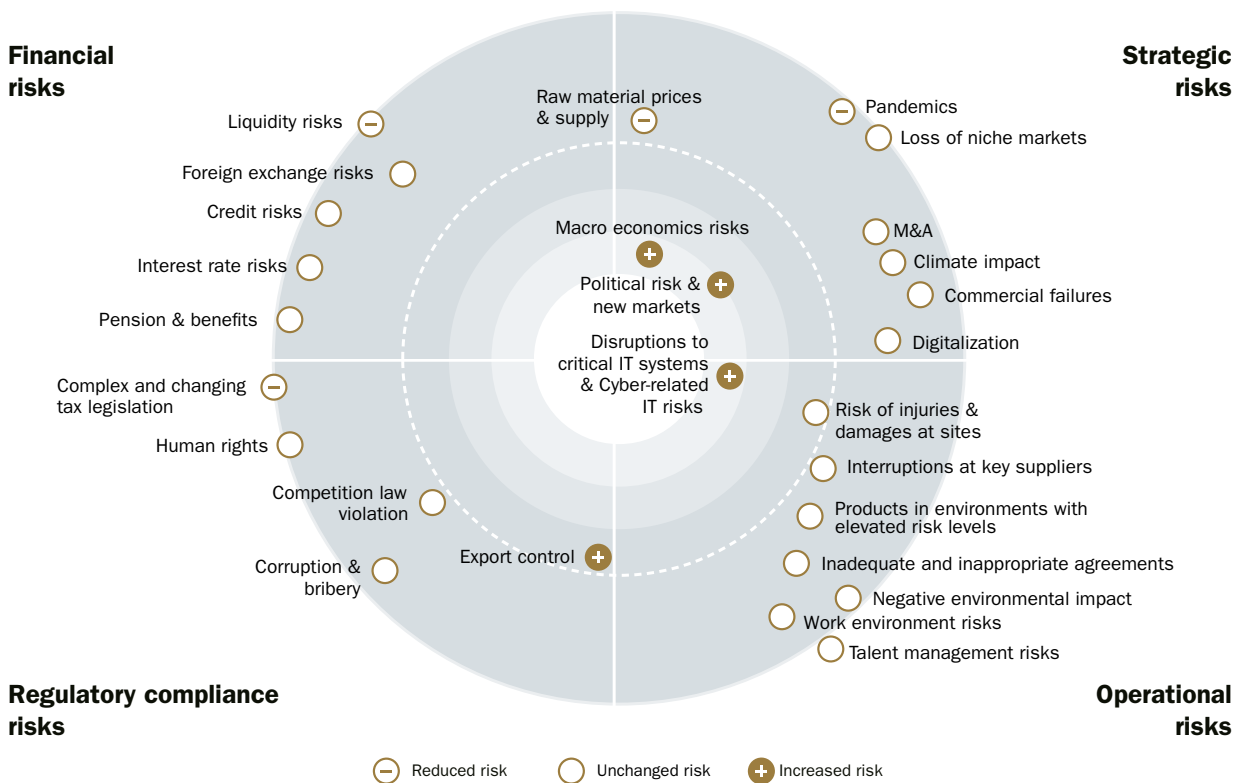 Financial
risks
Strategic
risks
Liquidity risks
Foreign exchange risks
Credit risks
Interest rate risks
Pension & benefits
Raw material prices
& supply
Pandemics
Loss of niche markets
M&A
Climate impact
Commercial failures
Digitalization
Macro economics risks
Political risk &
new markets
Disruptions to
critical IT systems
& Cyber-related
IT risks
Complex and changing
tax legislation
Human rights
Competition law
violation
Corruption &
bribery
Export control
Risk of injuries &
damages at sites
Interruptions at key suppliers
Products in environments with
elevated risk levels
Inadequate and inappropriate agreements
Negative environmental impact
Work environment risks
Talent management risks
Regulatory compliance
risks
Operational
risks
Reduced risk
Unchanged risk
Increased risk